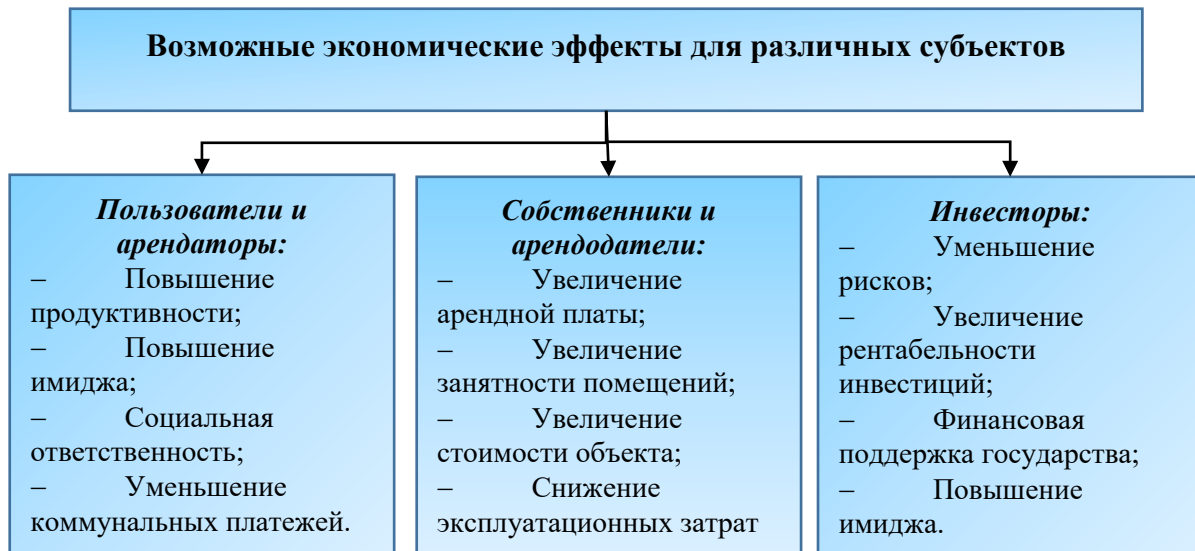 Возможные экономические эффекты для различных субъектов
Пользователи и
арендаторы:
– Повышение
продуктивности;
– Повышение
имиджа;
– Социальная
ответственность;
– Уменьшение
коммунальных платежей.
Собственники и
арендодатели:
– Увеличение
арендной платы;
– Увеличение
занятности помещений;
– Увеличение
стоимости объекта;
– Снижение
эксплуатационных затрат
Инвесторы:
– Уменьшение
рисков;
– Увеличение
рентабельности
инвестиций;
– Финансовая
поддержка государства;
– Повышение
имиджа.